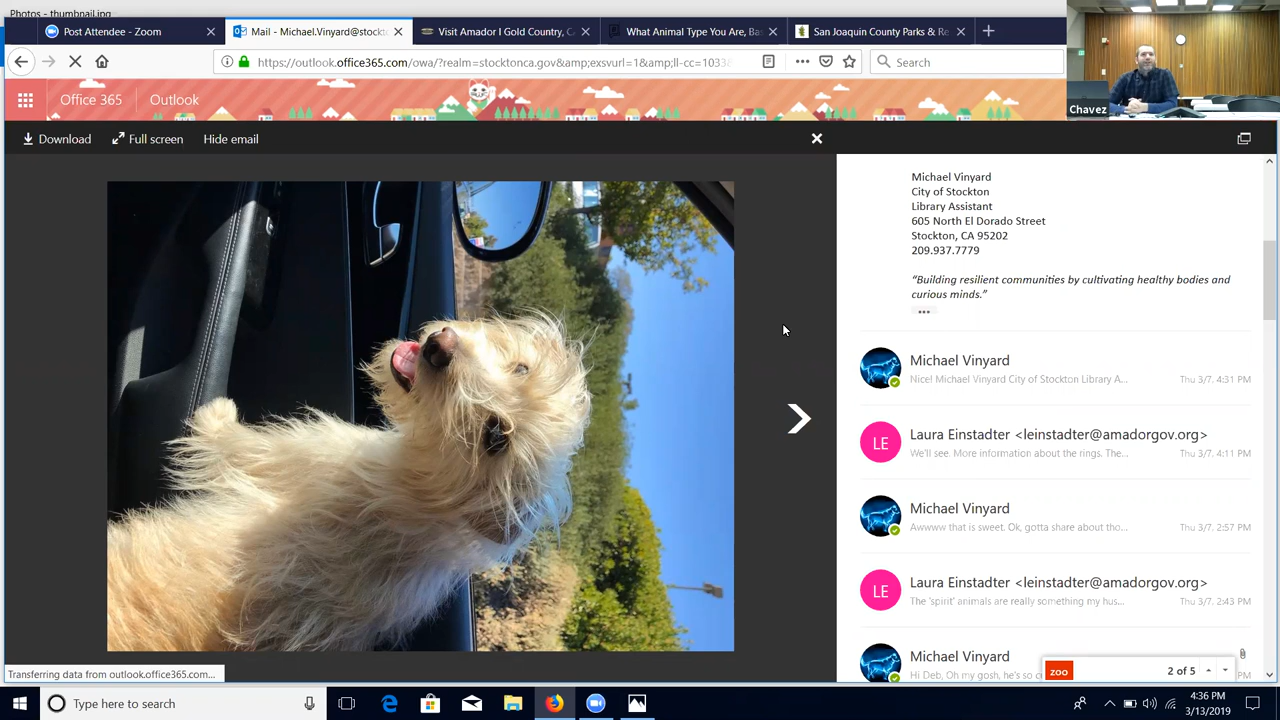 Photos - thumbnail.jpg
Post Attendee - Zoom
Mail - Michael.Vinyard@stockto
Visit Amador I Gold Country, C
What Animal Type You Are, Bas
San Joaquin County Parks & Re
https://outlook.office365.com/owa/?realm=stocktonca.gov&amp;exsvurl=1&amp;ll-cc=1033
Search
Office 365
Outlook
Chavez
Download
Full screen
Hide email
Michael Vinyard
City of Stockton
Library Assistant
605 North El Dorado Street
Stockton, CA 95202
209.937.7779
“Building resilient communities by cultivating healthy bodies and
curious minds.”
Michael Vinyard
Nice! Michael Vinyard City of Stockton Library A...
Thu 3/7, 4:31 PM
LE
Laura Einstadter <leinstadter@amadorgov.org>
We'll see. More information about the rings. The...
Thu 3/7, 4:11 PM
Michael Vinyard
Awwww that is sweet. Ok, gotta share about tho...
Thu 3/7, 2:57 PM
LE
Laura Einstadter <leinstadter@amadorgov.org>
The 'spirit' animals are really something my hus...
Thu 3/7, 2:43 PM
Michael Vinyard
Hi Deb, Oh my gosh, he's so c
PM
zoo
2 of 5
Transferring data from outlook.office365.com...
Type here to search
4:36 PM
3/13/2019